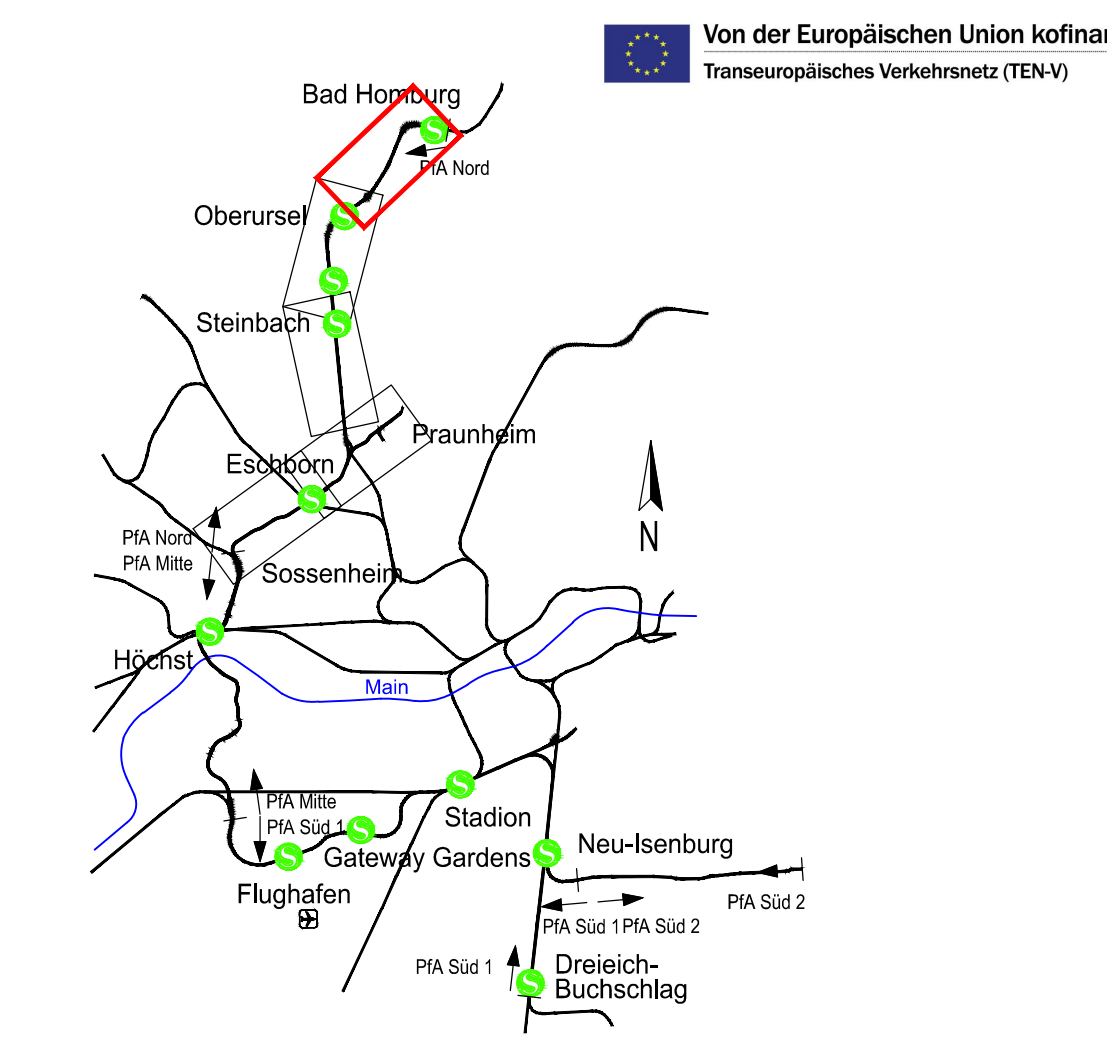 Von der Europäischen Union kofinan
Transeuropäisches Verkehrsnetz (TEN-V)
Bad Homburg
PfA Nord
Oberursel
Steinbach
Praunheim
Eschborn
PfA Nord
PfA Mitte
N
Sossenheim
Höchst
Main
PfA Mitte
PfA Süd 1
Stadion
Gateway Gardens
Neu-Isenburg
Flughafen
PfA Süd 2
PfA Süd 1 PfA Süd 2
PfA Süd 1
Dreieich-
Buchschlag